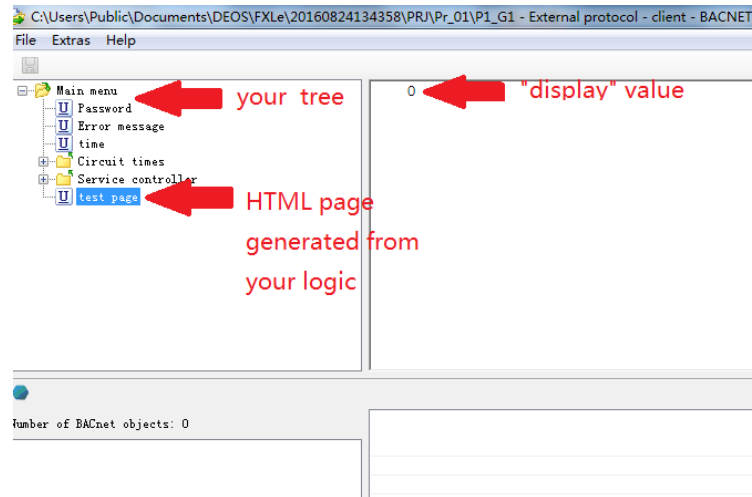 C:\Users\Public\Documents\DEOS\FXLe\20160824134358\PRJ\Pr_01\P1_G1 - External protocol - client - BACNET
File Extras Help
Main menu
U Password
U Error message
U time
Circuit times
Service controller
U test page
your tree
HTML page
generated from
your logic
0
"display" value
Number of BACnet objects: 0